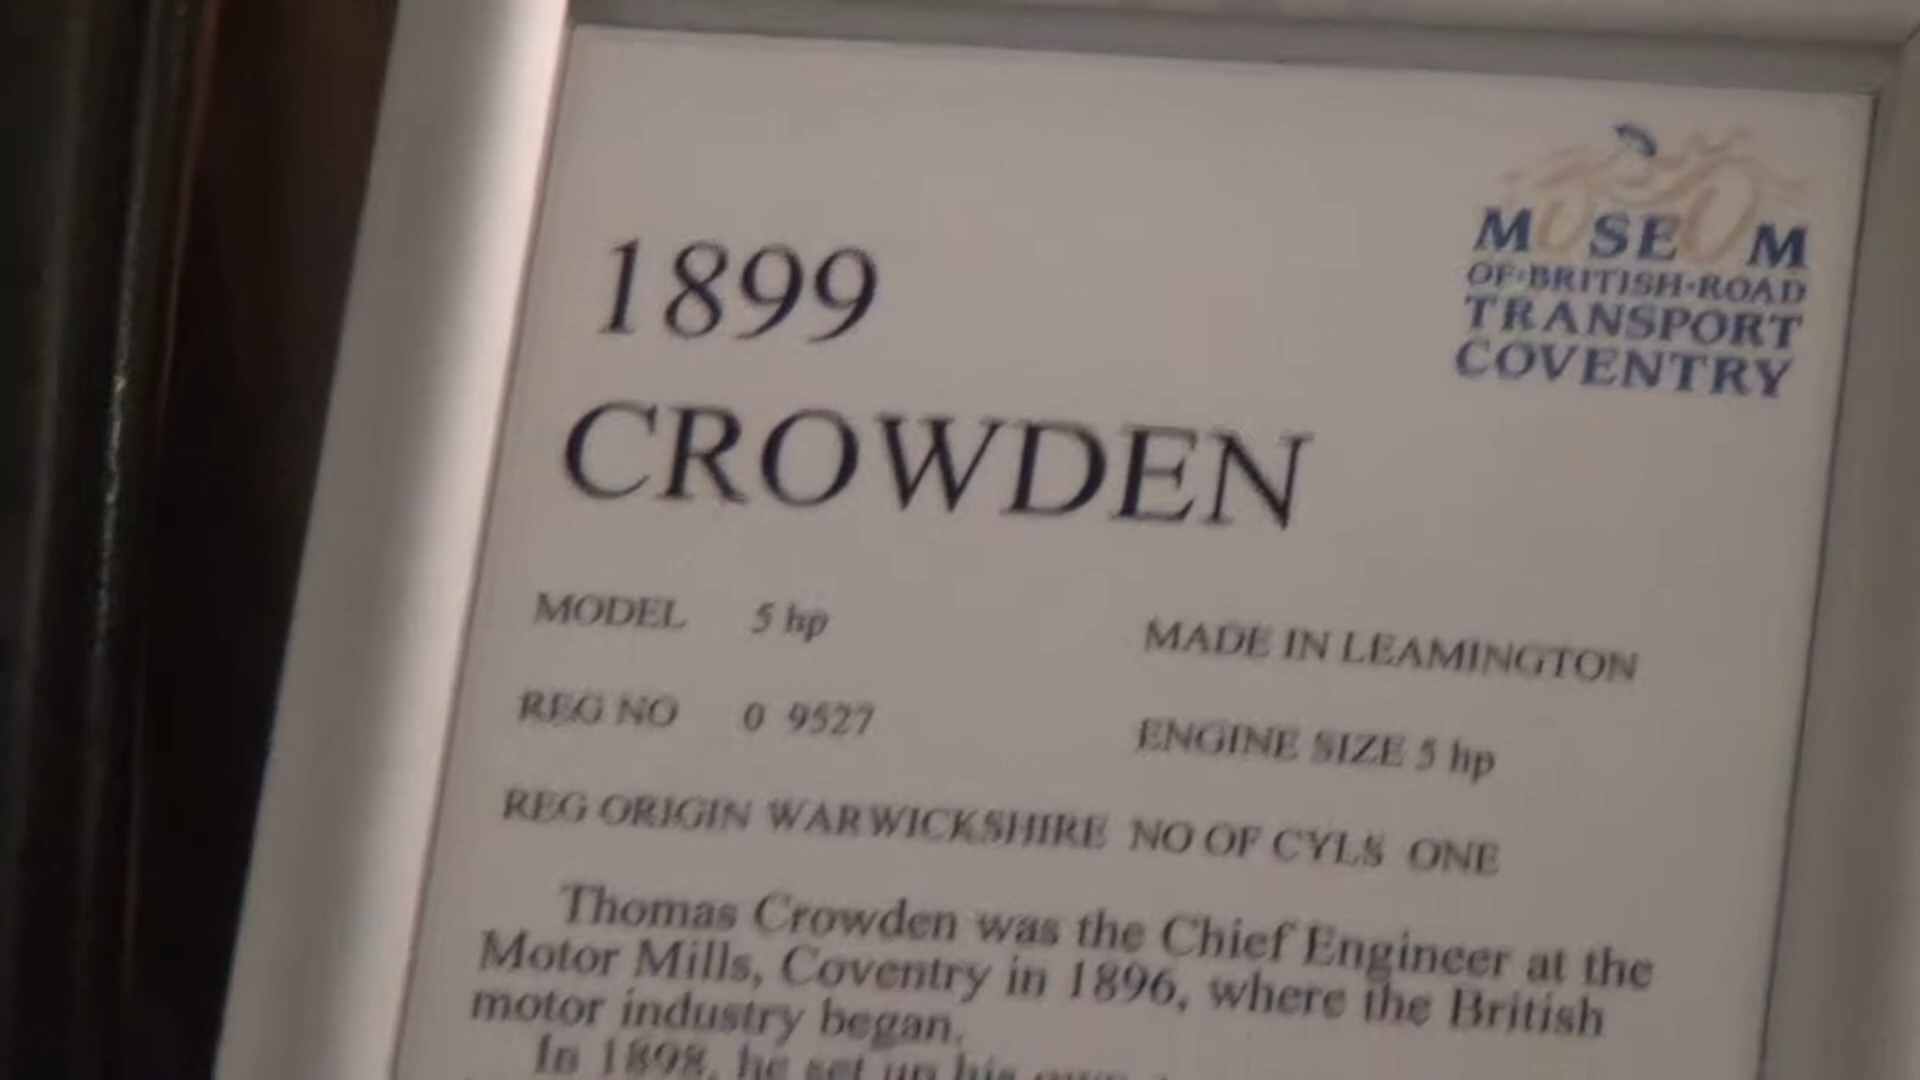 MUSEUM
OF·BRITISH·ROAD
TRANSPORT
COVENTRY
1899
CROWDEN
MODEL 5 hp MADE IN LEAMINGTON
REG NO 0 9527 ENGINE SIZE 5 hp
REG ORIGIN WARWICKSHIRE NO OF CYLS ONE
Thomas Crowden was the Chief Engineer at the
Motor Mills, Coventry in 1896, where the British
motor industry began.
In 1898, he set up his own